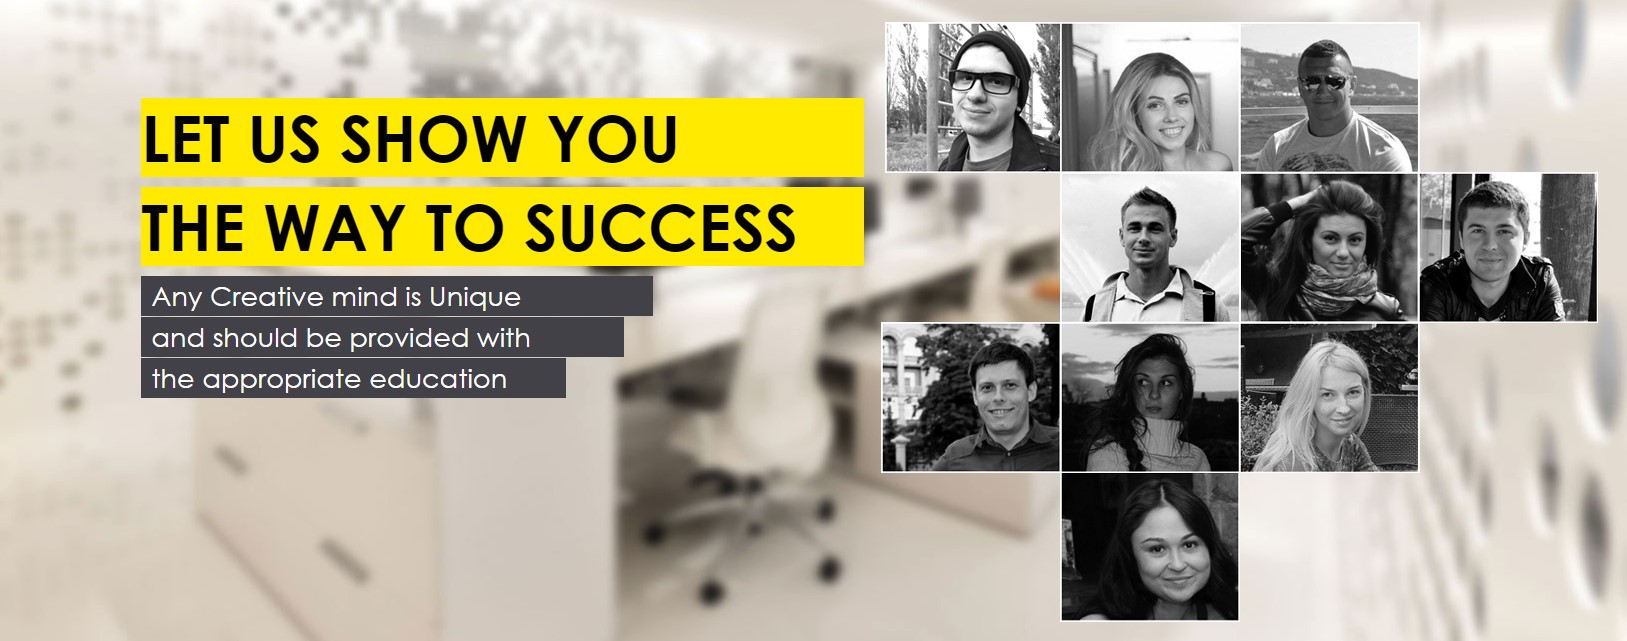 LET US SHOW YOU
THE WAY TO SUCCESS
Any Creative mind is Unique
and should be provided with
the appropriate education